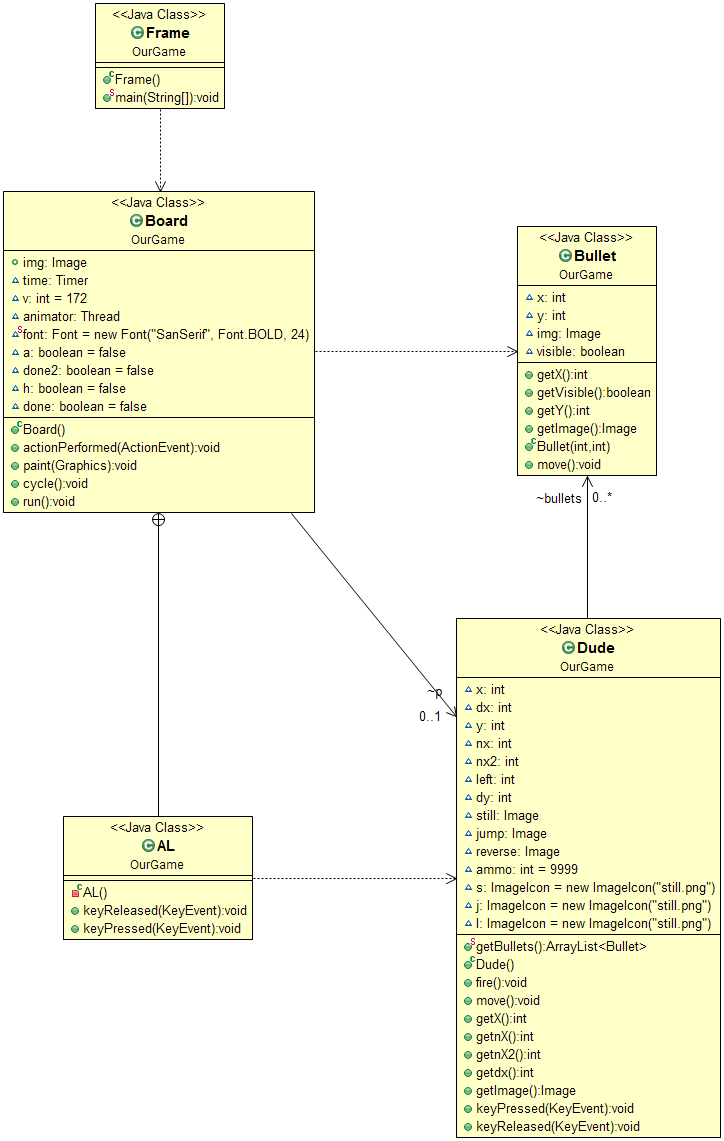 <<Java Class>>
Frame
OurGame
Frame()
main(String[]):void
<<Java Class>>
Board
OurGame
img: Image
time: Timer
v: int = 172
animator: Thread
font: Font = new Font("SanSerif", Font.BOLD, 24)
a: boolean = false
done2: boolean = false
h: boolean = false
done: boolean = false
Board()
actionPerformed(ActionEvent):void
paint(Graphics):void
cycle():void
run():void
<<Java Class>>
Bullet
OurGame
x: int
y: int
img: Image
visible: boolean
getX():int
getVisible():boolean
getY():int
getImage():Image
Bullet(int,int)
move():void
~bullets 0..*
~p
0..1
<<Java Class>>
Dude
OurGame
x: int
dx: int
y: int
nx: int
nx2: int
left: int
dy: int
still: Image
jump: Image
reverse: Image
ammo: int = 9999
s: ImageIcon = new ImageIcon("still.png")
j: ImageIcon = new ImageIcon("still.png")
l: ImageIcon = new ImageIcon("still.png")
getBullets():ArrayList<Bullet>
Dude()
fire():void
move():void
getX():int
getnX():int
getnX2():int
getdx():int
getImage():Image
keyPressed(KeyEvent):void
keyReleased(KeyEvent):void
<<Java Class>>
AL
OurGame
AL()
keyReleased(KeyEvent):void
keyPressed(KeyEvent):void